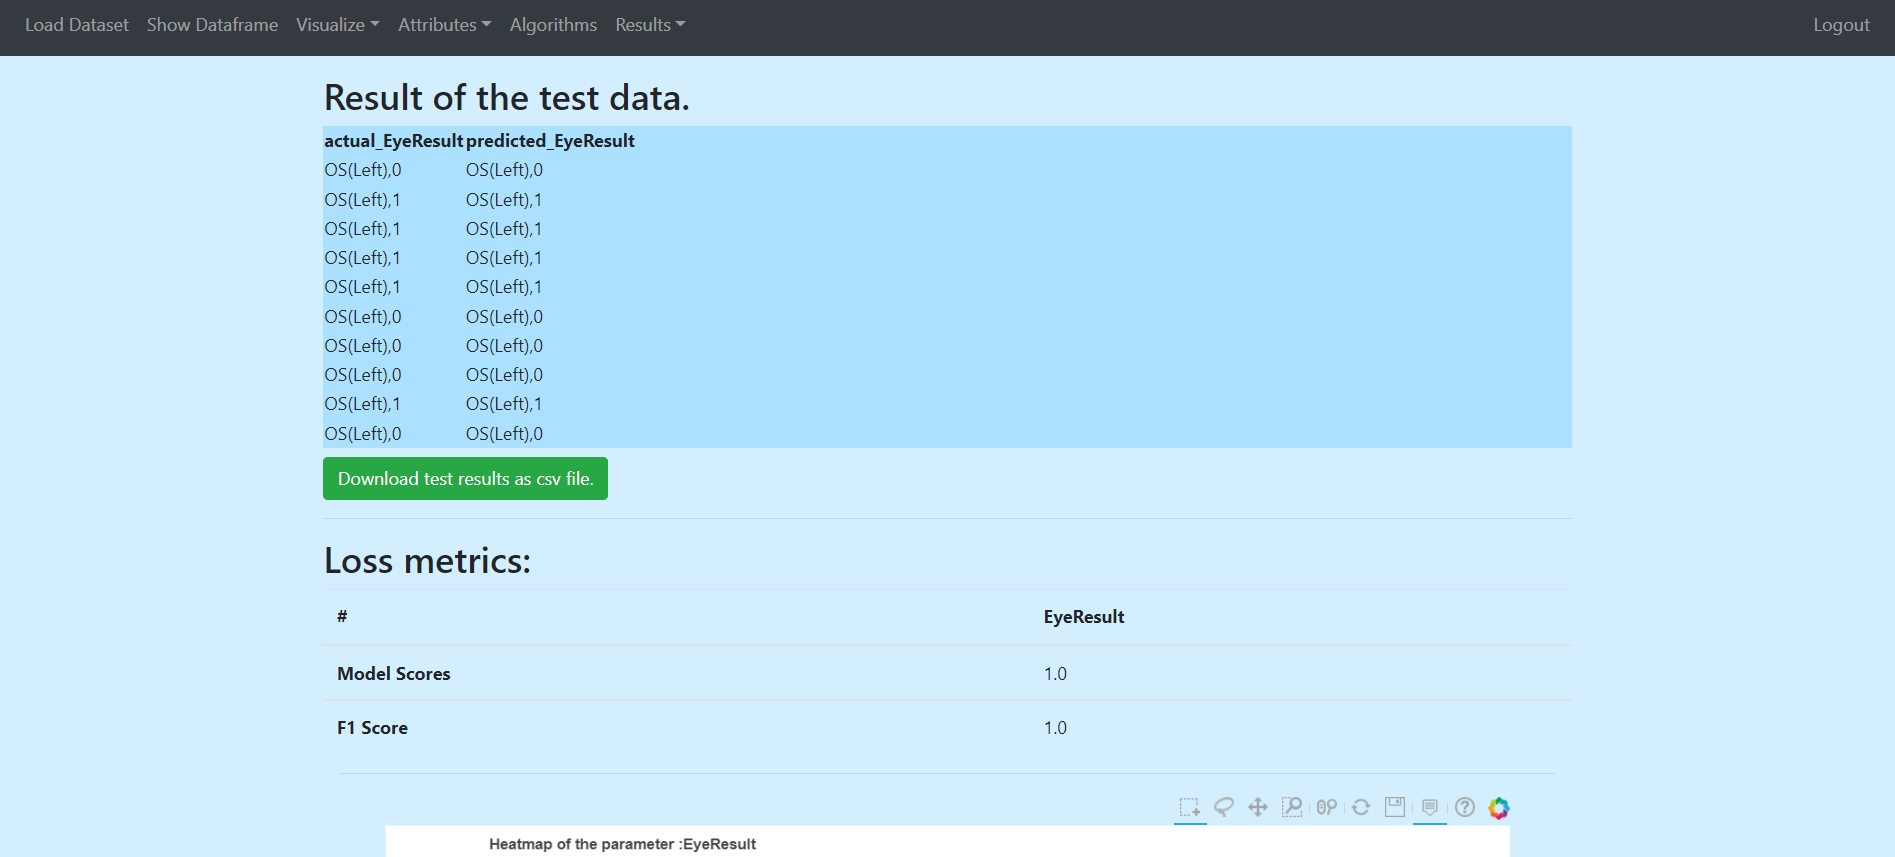 Load Dataset Show Dataframe Visualize Attributes Algorithms Results Logout
Result of the test data.
actual_EyeResult predicted_EyeResult
OS(Left),0 OS(Left),0
OS(Left),1 OS(Left),1
OS(Left),1 OS(Left),1
OS(Left),1 OS(Left),1
OS(Left),1 OS(Left),1
OS(Left),0 OS(Left),0
OS(Left),0 OS(Left),0
OS(Left),0 OS(Left),0
OS(Left),1 OS(Left),1
OS(Left),0 OS(Left),0
Download test results as csv file.
Loss metrics:
# EyeResult
Model Scores 1.0
F1 Score 1.0
Heatmap of the parameter :EyeResult